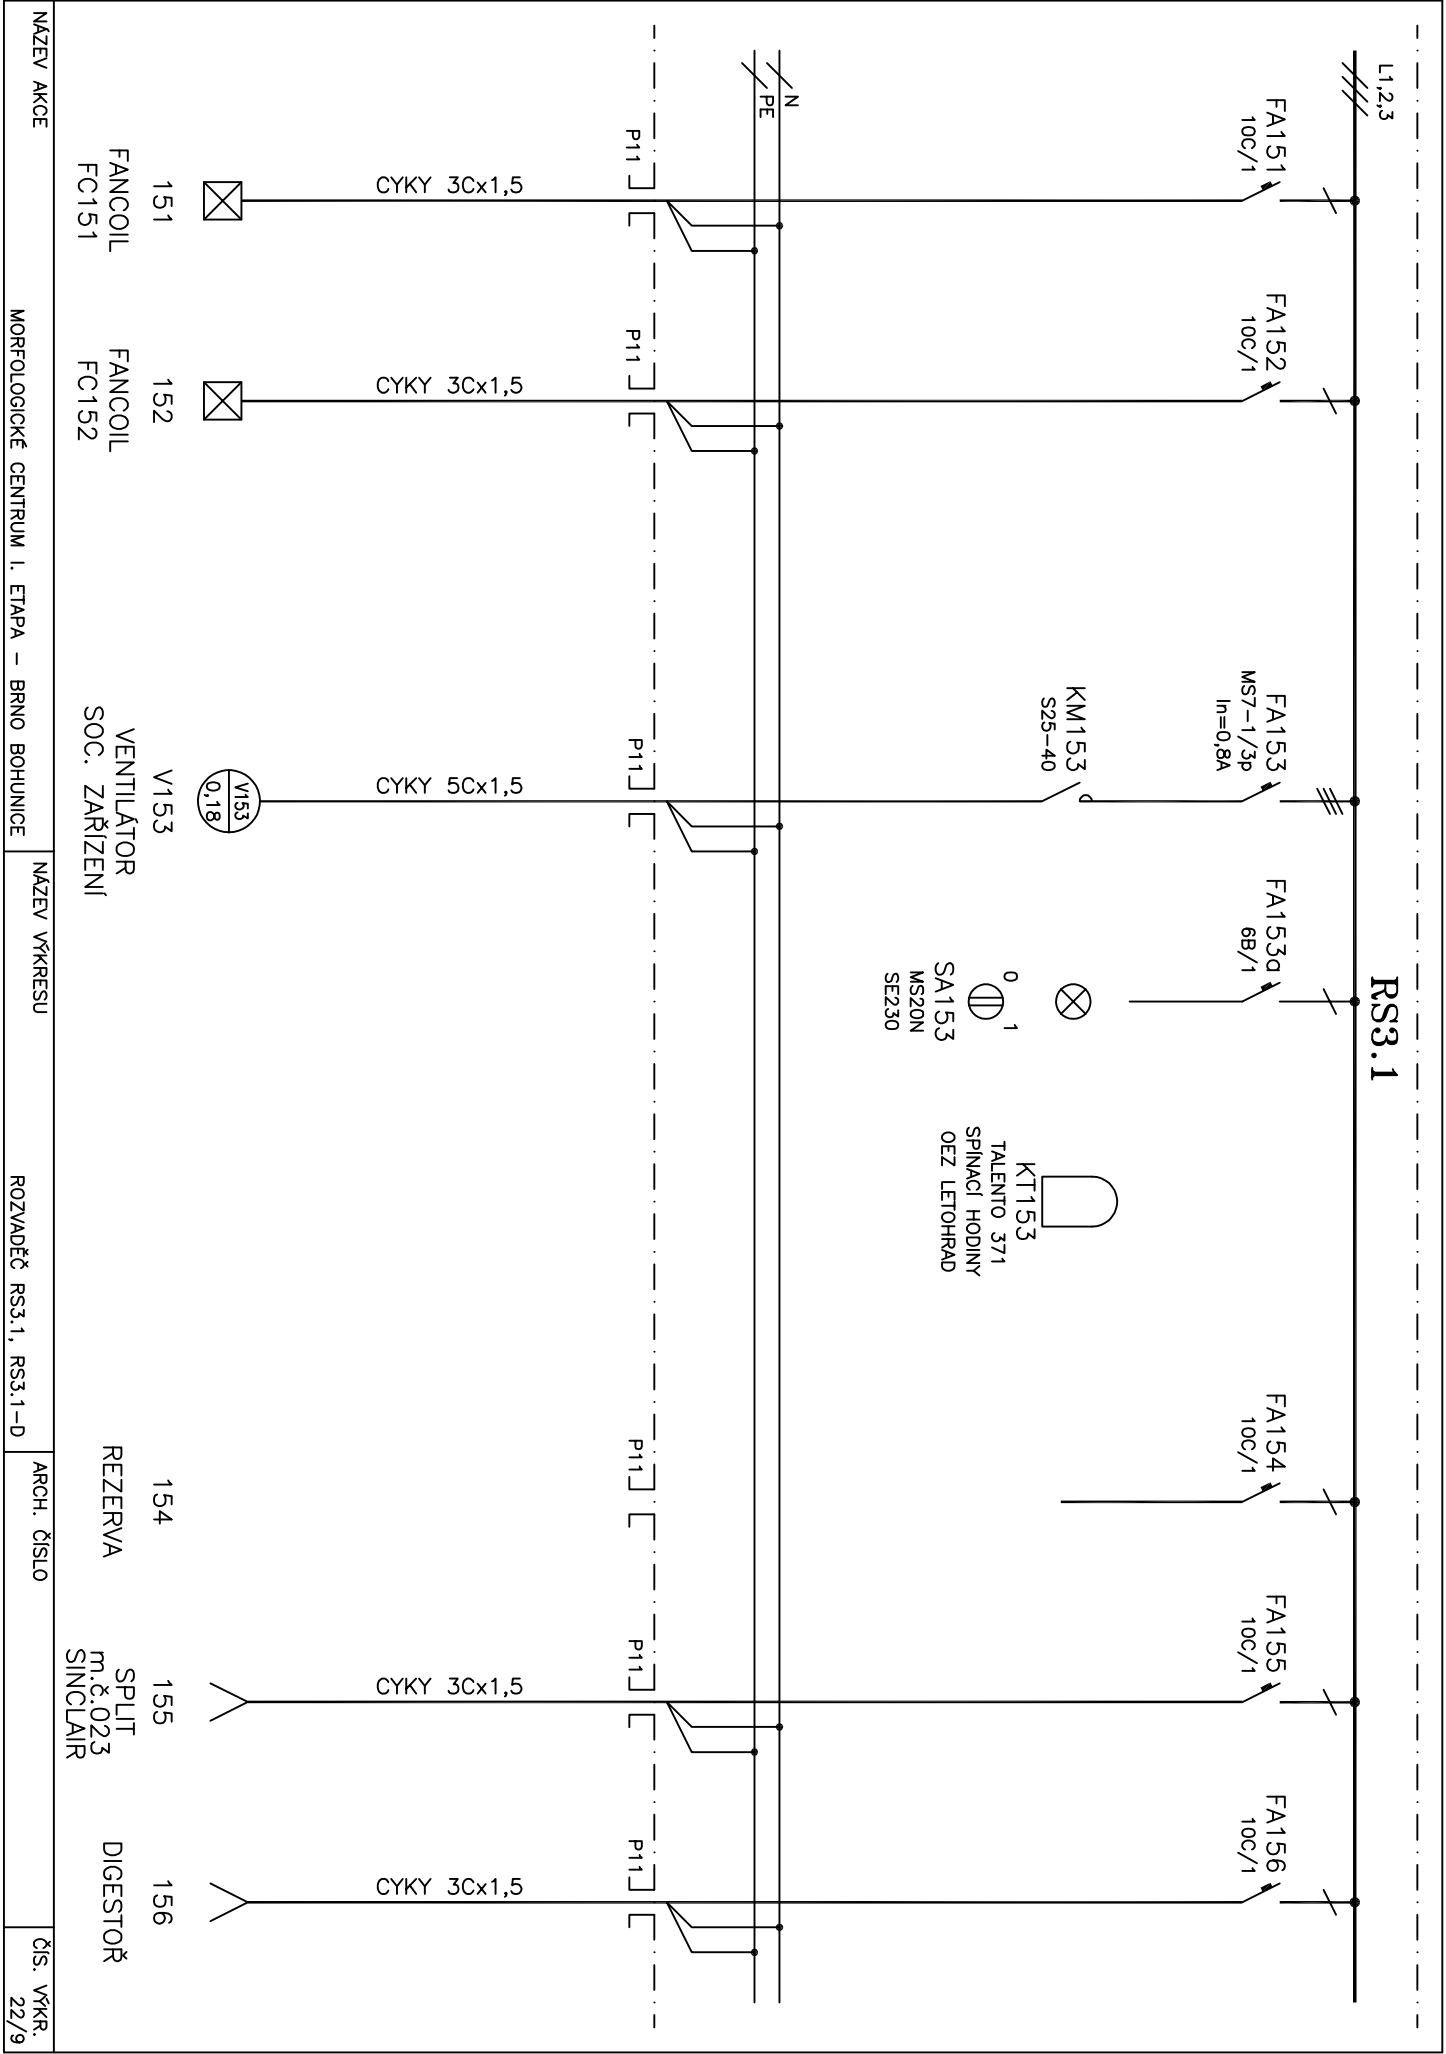 RS3.1
L1,2,3
N
PE
FA151
10C/1
P11
CYKY 3Cx1,5
151
FANCOIL
FC151
FA152
10C/1
P11
CYKY 3Cx1,5
152
FANCOIL
FC152
FA153
MS7-1/3p
In=0,8A
KM153
S25-40
P11
CYKY 5Cx1,5
V153
0,18
V153
VENTILÁTOR
SOC. ZAŘÍZENÍ
FA153a
6B/1
0 1
SA153
MS20N
SE230
KT153
TALENTO 371
SPÍNACÍ HODINY
OEZ LETOHRAD
FA154
10C/1
P11
154
REZERVA
FA155
10C/1
P11
CYKY 3Cx1,5
155
SPLIT
m.č.023
SINCLAIR
FA156
10C/1
P11
CYKY 3Cx1,5
156
DIGESTOŘ
NÁZEV AKCE
MORFOLOGICKÉ CENTRUM I. ETAPA - BRNO BOHUNICE
NÁZEV VÝKRESU
ROZVADĚČ RS3.1, RS3.1-D
ARCH. ČÍSLO
ČÍS. VÝKR.
22/9